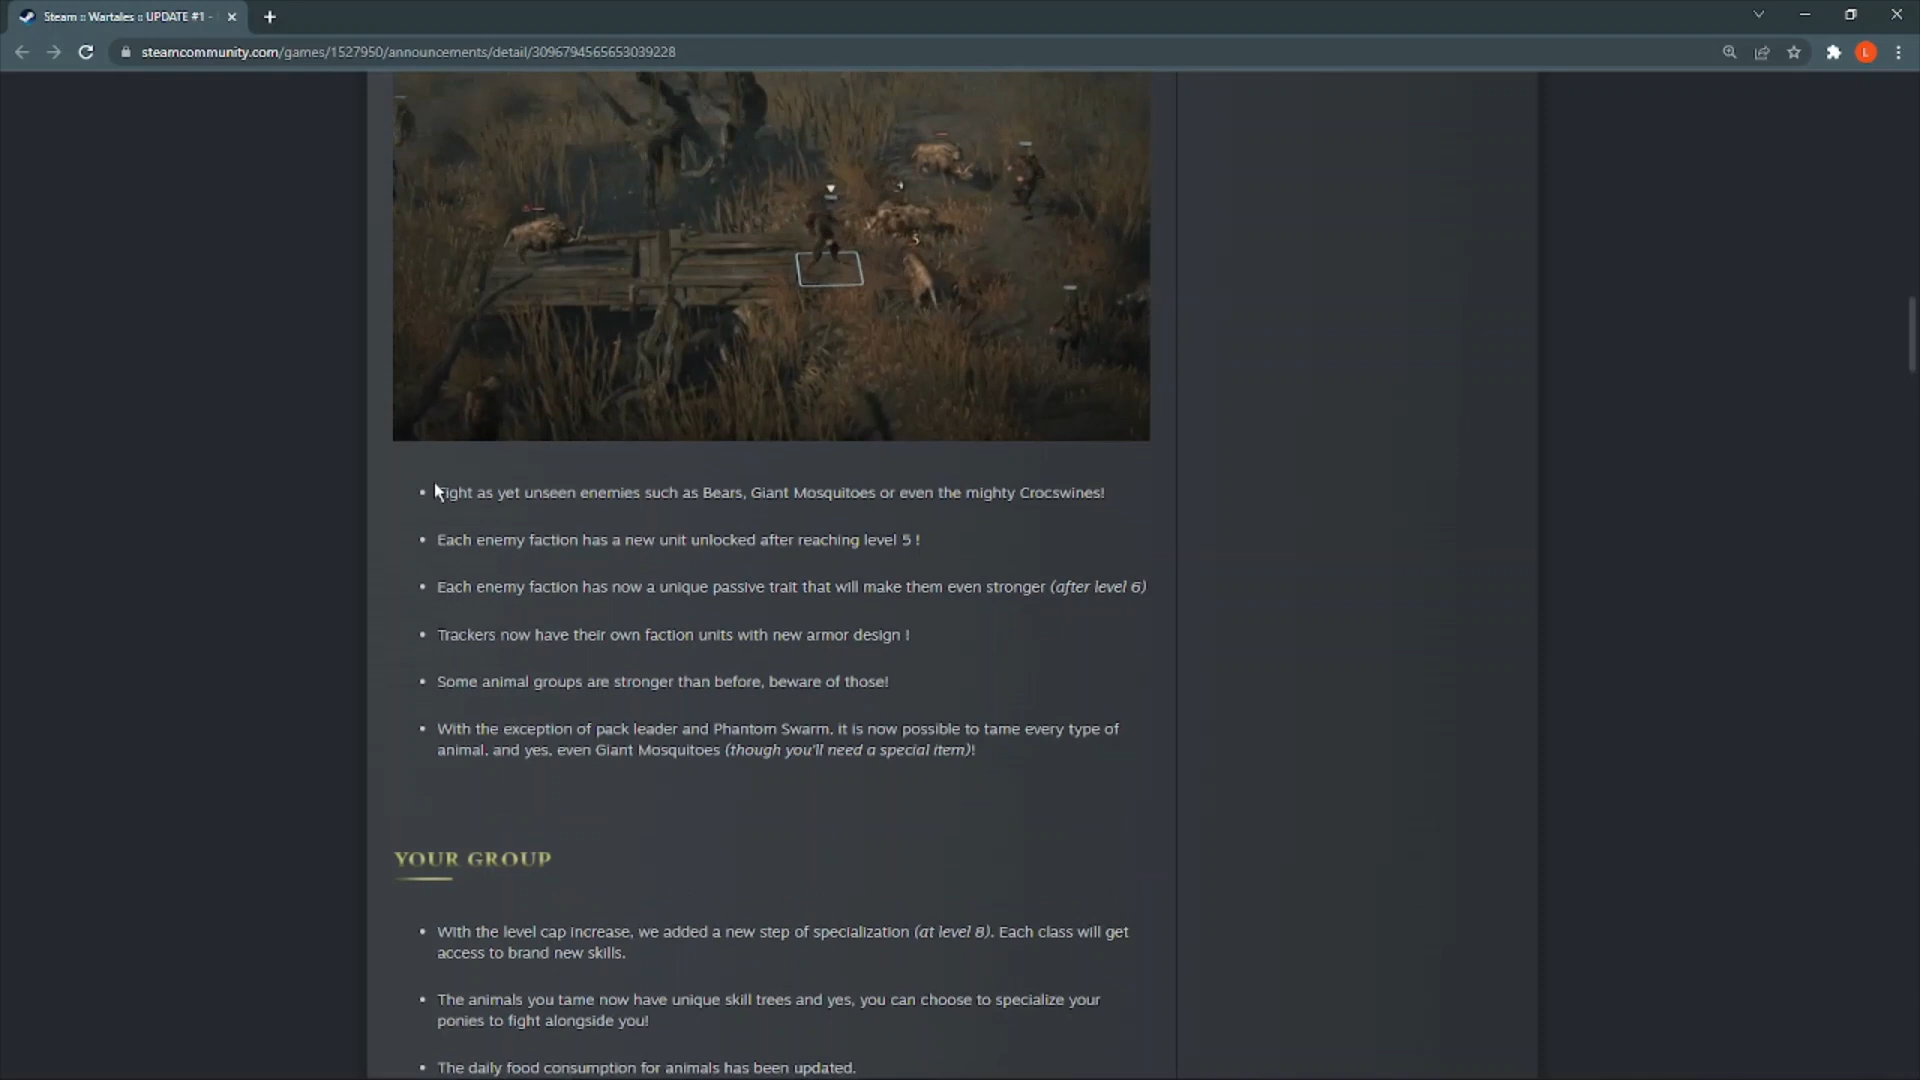 Steam :: Wartales :: UPDATE #1 -
steamcommunity.com/games/1527950/announcements/detail/3096794565653039228
L
5
• Fight as yet unseen enemies such as Bears, Giant Mosquitoes or even the mighty Crocswines!
• Each enemy faction has a new unit unlocked after reaching level 5 !
• Each enemy faction has now a unique passive trait that will make them even stronger (after level 6)
• Trackers now have their own faction units with new armor design !
• Some animal groups are stronger than before, beware of those!
• With the exception of pack leader and Phantom Swarm, it is now possible to tame every type of
animal, and yes, even Giant Mosquitoes (though you'll need a special item)!
YOUR GROUP
• With the level cap increase, we added a new step of specialization (at level 8). Each class will get
access to brand new skills.
• The animals you tame now have unique skill trees and yes, you can choose to specialize your
ponies to fight alongside you!
• The daily food consumption for animals has been updated.